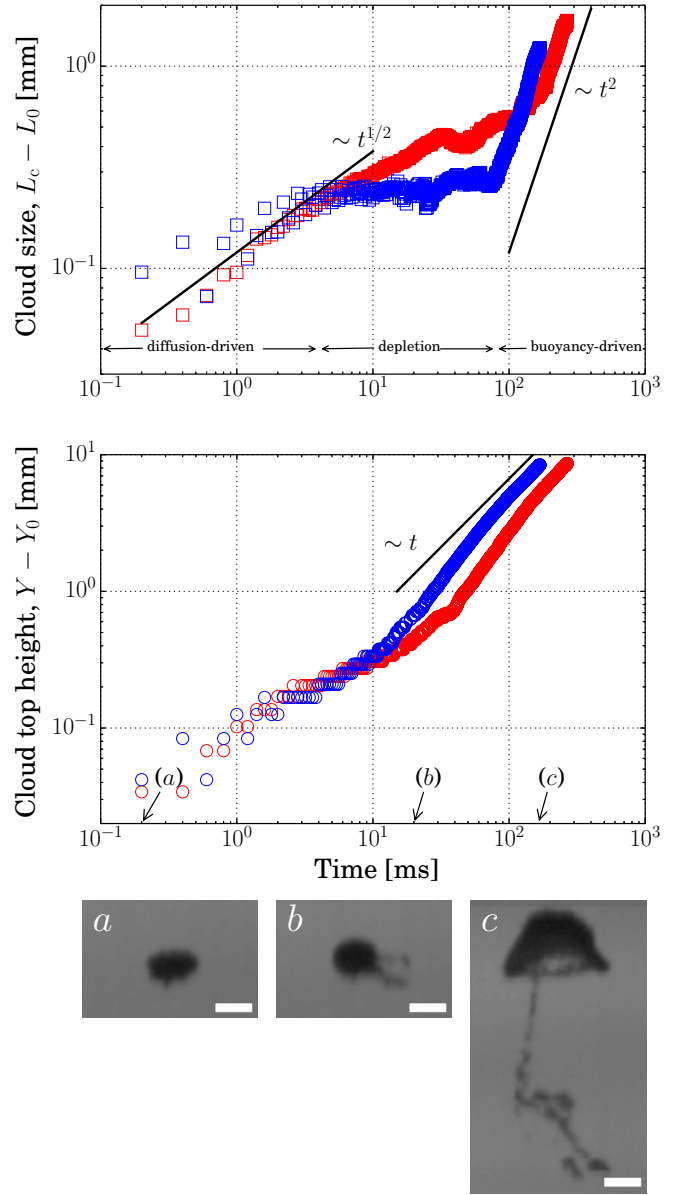 Cloud size, L_c − L_0 [mm]
10^0
10^{-1}
∼ t^{1/2}
∼ t^2
diffusion-driven depletion buoyancy-driven
10^{-1} 10^0 10^1 10^2 10^3
Cloud top height, Y − Y_0 [mm]
10^1
10^0
10^{-1}
∼ t
(a) (b) (c)
10^{-1} 10^0 10^1 10^2 10^3
Time [ms]
a b c